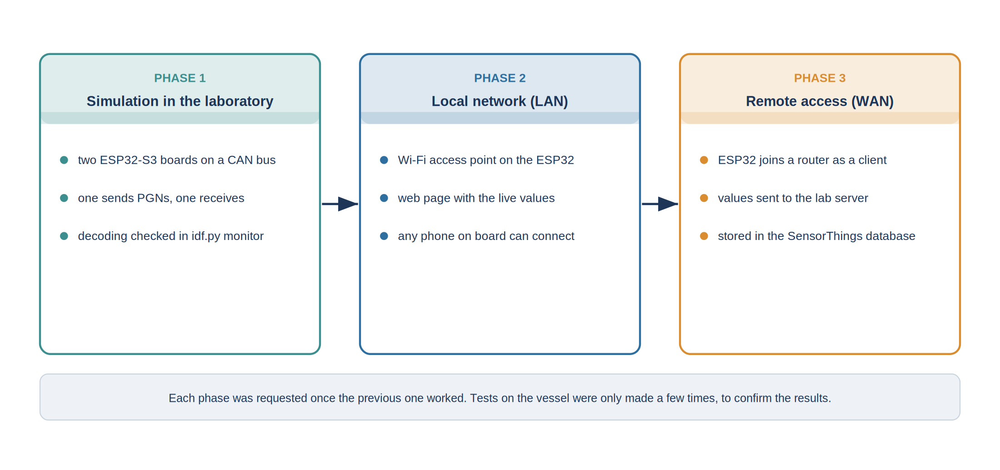 PHASE 1
Simulation in the laboratory
two ESP32-S3 boards on a CAN bus
one sends PGNs, one receives
decoding checked in idf.py monitor
PHASE 2
Local network (LAN)
Wi-Fi access point on the ESP32
web page with the live values
any phone on board can connect
PHASE 3
Remote access (WAN)
ESP32 joins a router as a client
values sent to the lab server
stored in the SensorThings database
Each phase was requested once the previous one worked. Tests on the vessel were only made a few times, to confirm the results.